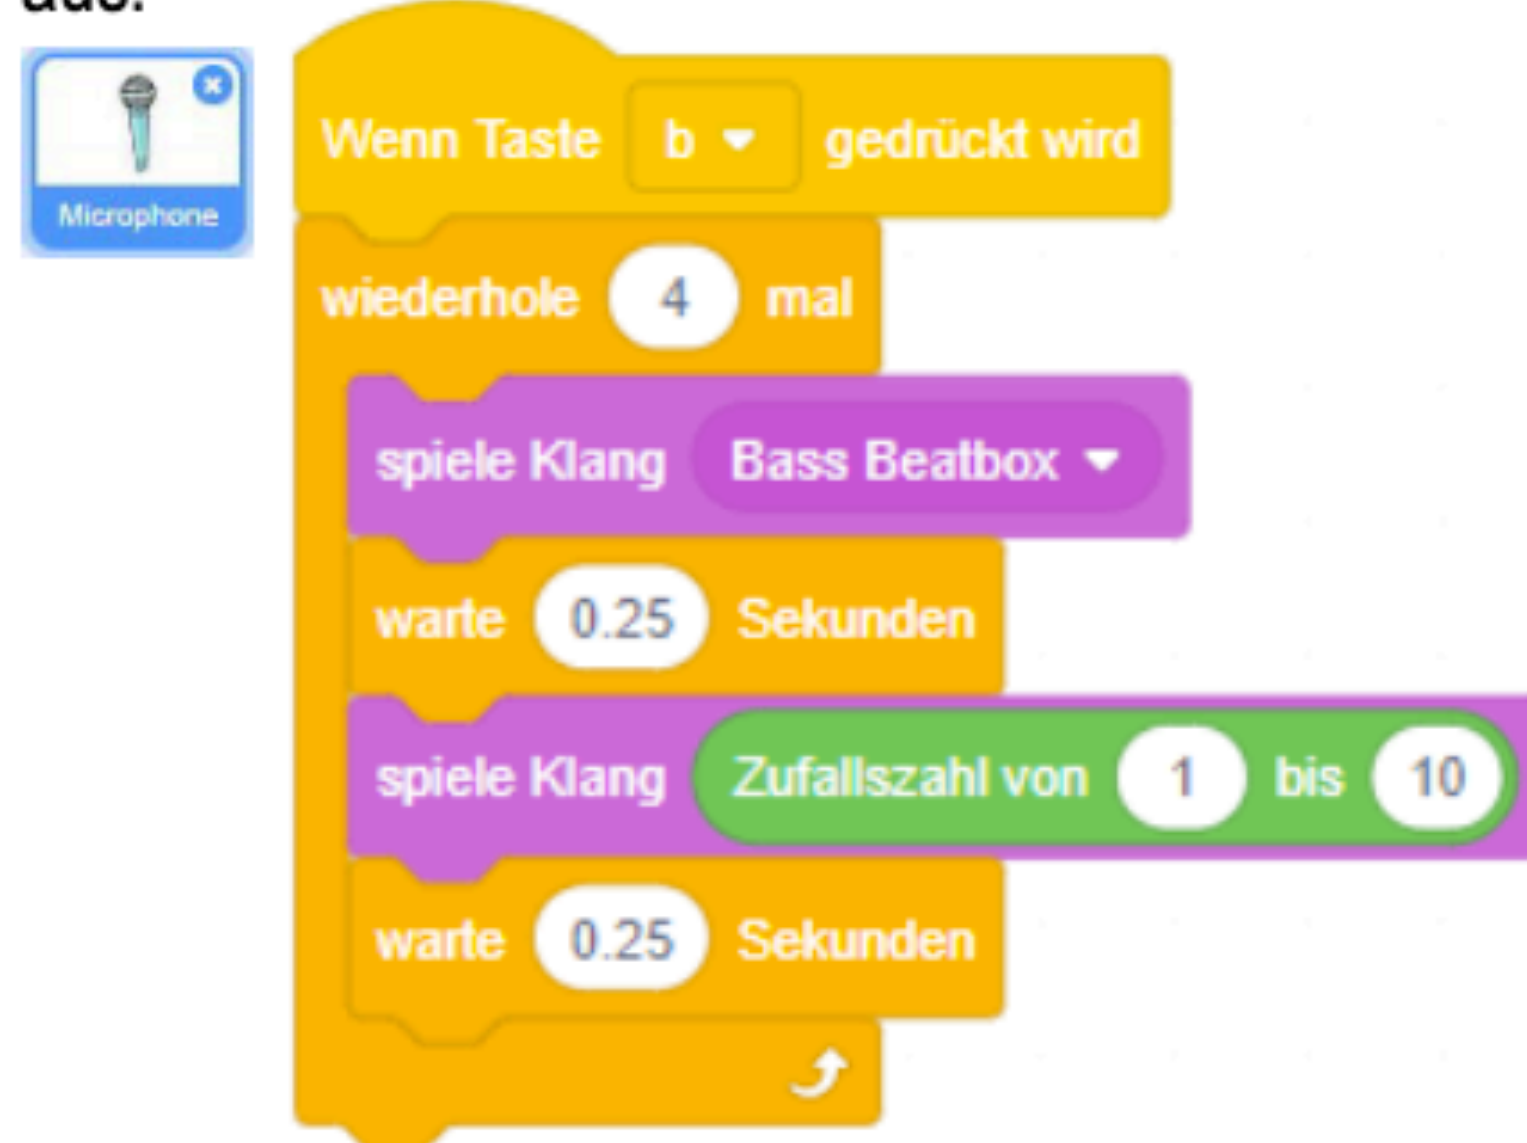 aus.
Microphone
Wenn Taste b gedrückt wird
wiederhole 4 mal
spiele Klang Bass Beatbox
warte 0.25 Sekunden
spiele Klang Zufallszahl von 1 bis 10
warte 0.25 Sekunden